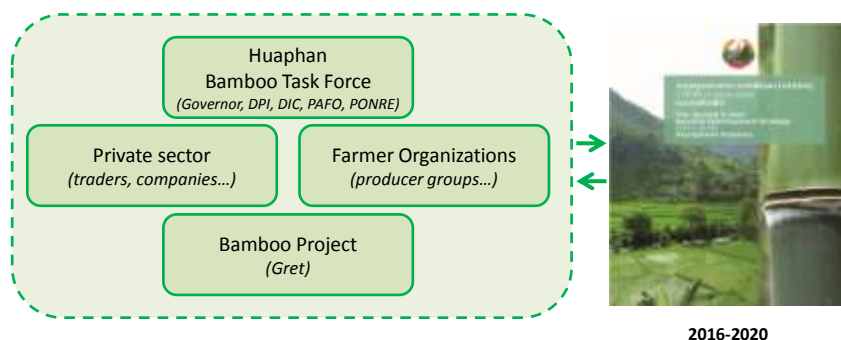 Huaphan
Bamboo Task Force
(Governor, DPI, DIC, PAFO, PONRE)
Private sector
(traders, companies…)
Farmer Organizations
(producer groups…)
Bamboo Project
(Gret)
2016-2020